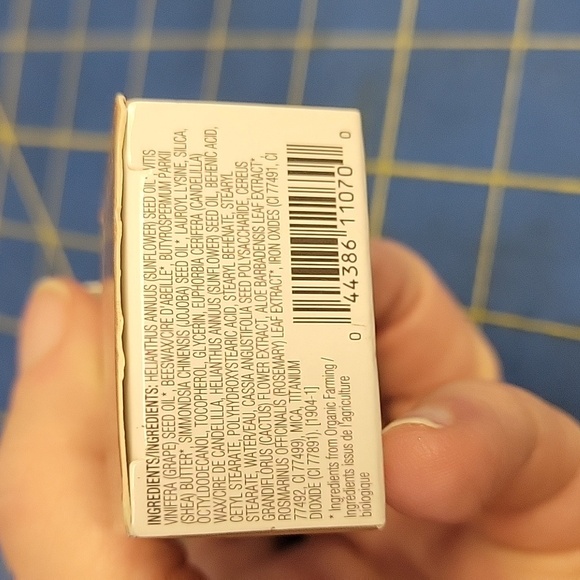 INGREDIENTS/INGRÉDIENTS: HELIANTHUS ANNUUS (SUNFLOWER) SEED OIL*, VITIS
VINIFERA (GRAPE) SEED OIL*, BEESWAX/CIRE D'ABEILLE*, BUTYROSPERMUM PARKII
(SHEA) BUTTER*, SIMMONDSIA CHINENSIS (JOJOBA) SEED OIL*, LAUROYL LYSINE, SILICA,
OCTYLDODECANOL, TOCOPHEROL, GLYCERIN, EUPHORBIA CERIFERA (CANDELILLA)
WAX/CIRE DE CANDELILLA, HELIANTHUS ANNUUS (SUNFLOWER) SEED OIL, BEHENIC ACID,
CETYL STEARATE, POLYHYDROXYSTEARIC ACID, STEARYL BEHENATE, STEARYL
STEARATE, WATER/EAU, CASSIA ANGUSTIFOLIA SEED POLYSACCHARIDE, CEREUS
GRANDIFLORUS (CACTUS) FLOWER EXTRACT, ALOE BARBADENSIS LEAF EXTRACT*,
ROSMARINUS OFFICINALIS (ROSEMARY) LEAF EXTRACT*, IRON OXIDES (CI 77491, CI
77492, CI 77499), MICA, TITANIUM
DIOXIDE (CI 77891). [1904-1]
* Ingredients from Organic Farming /
Ingrédients issus de l'agriculture
biologique
0 44386 11070 0